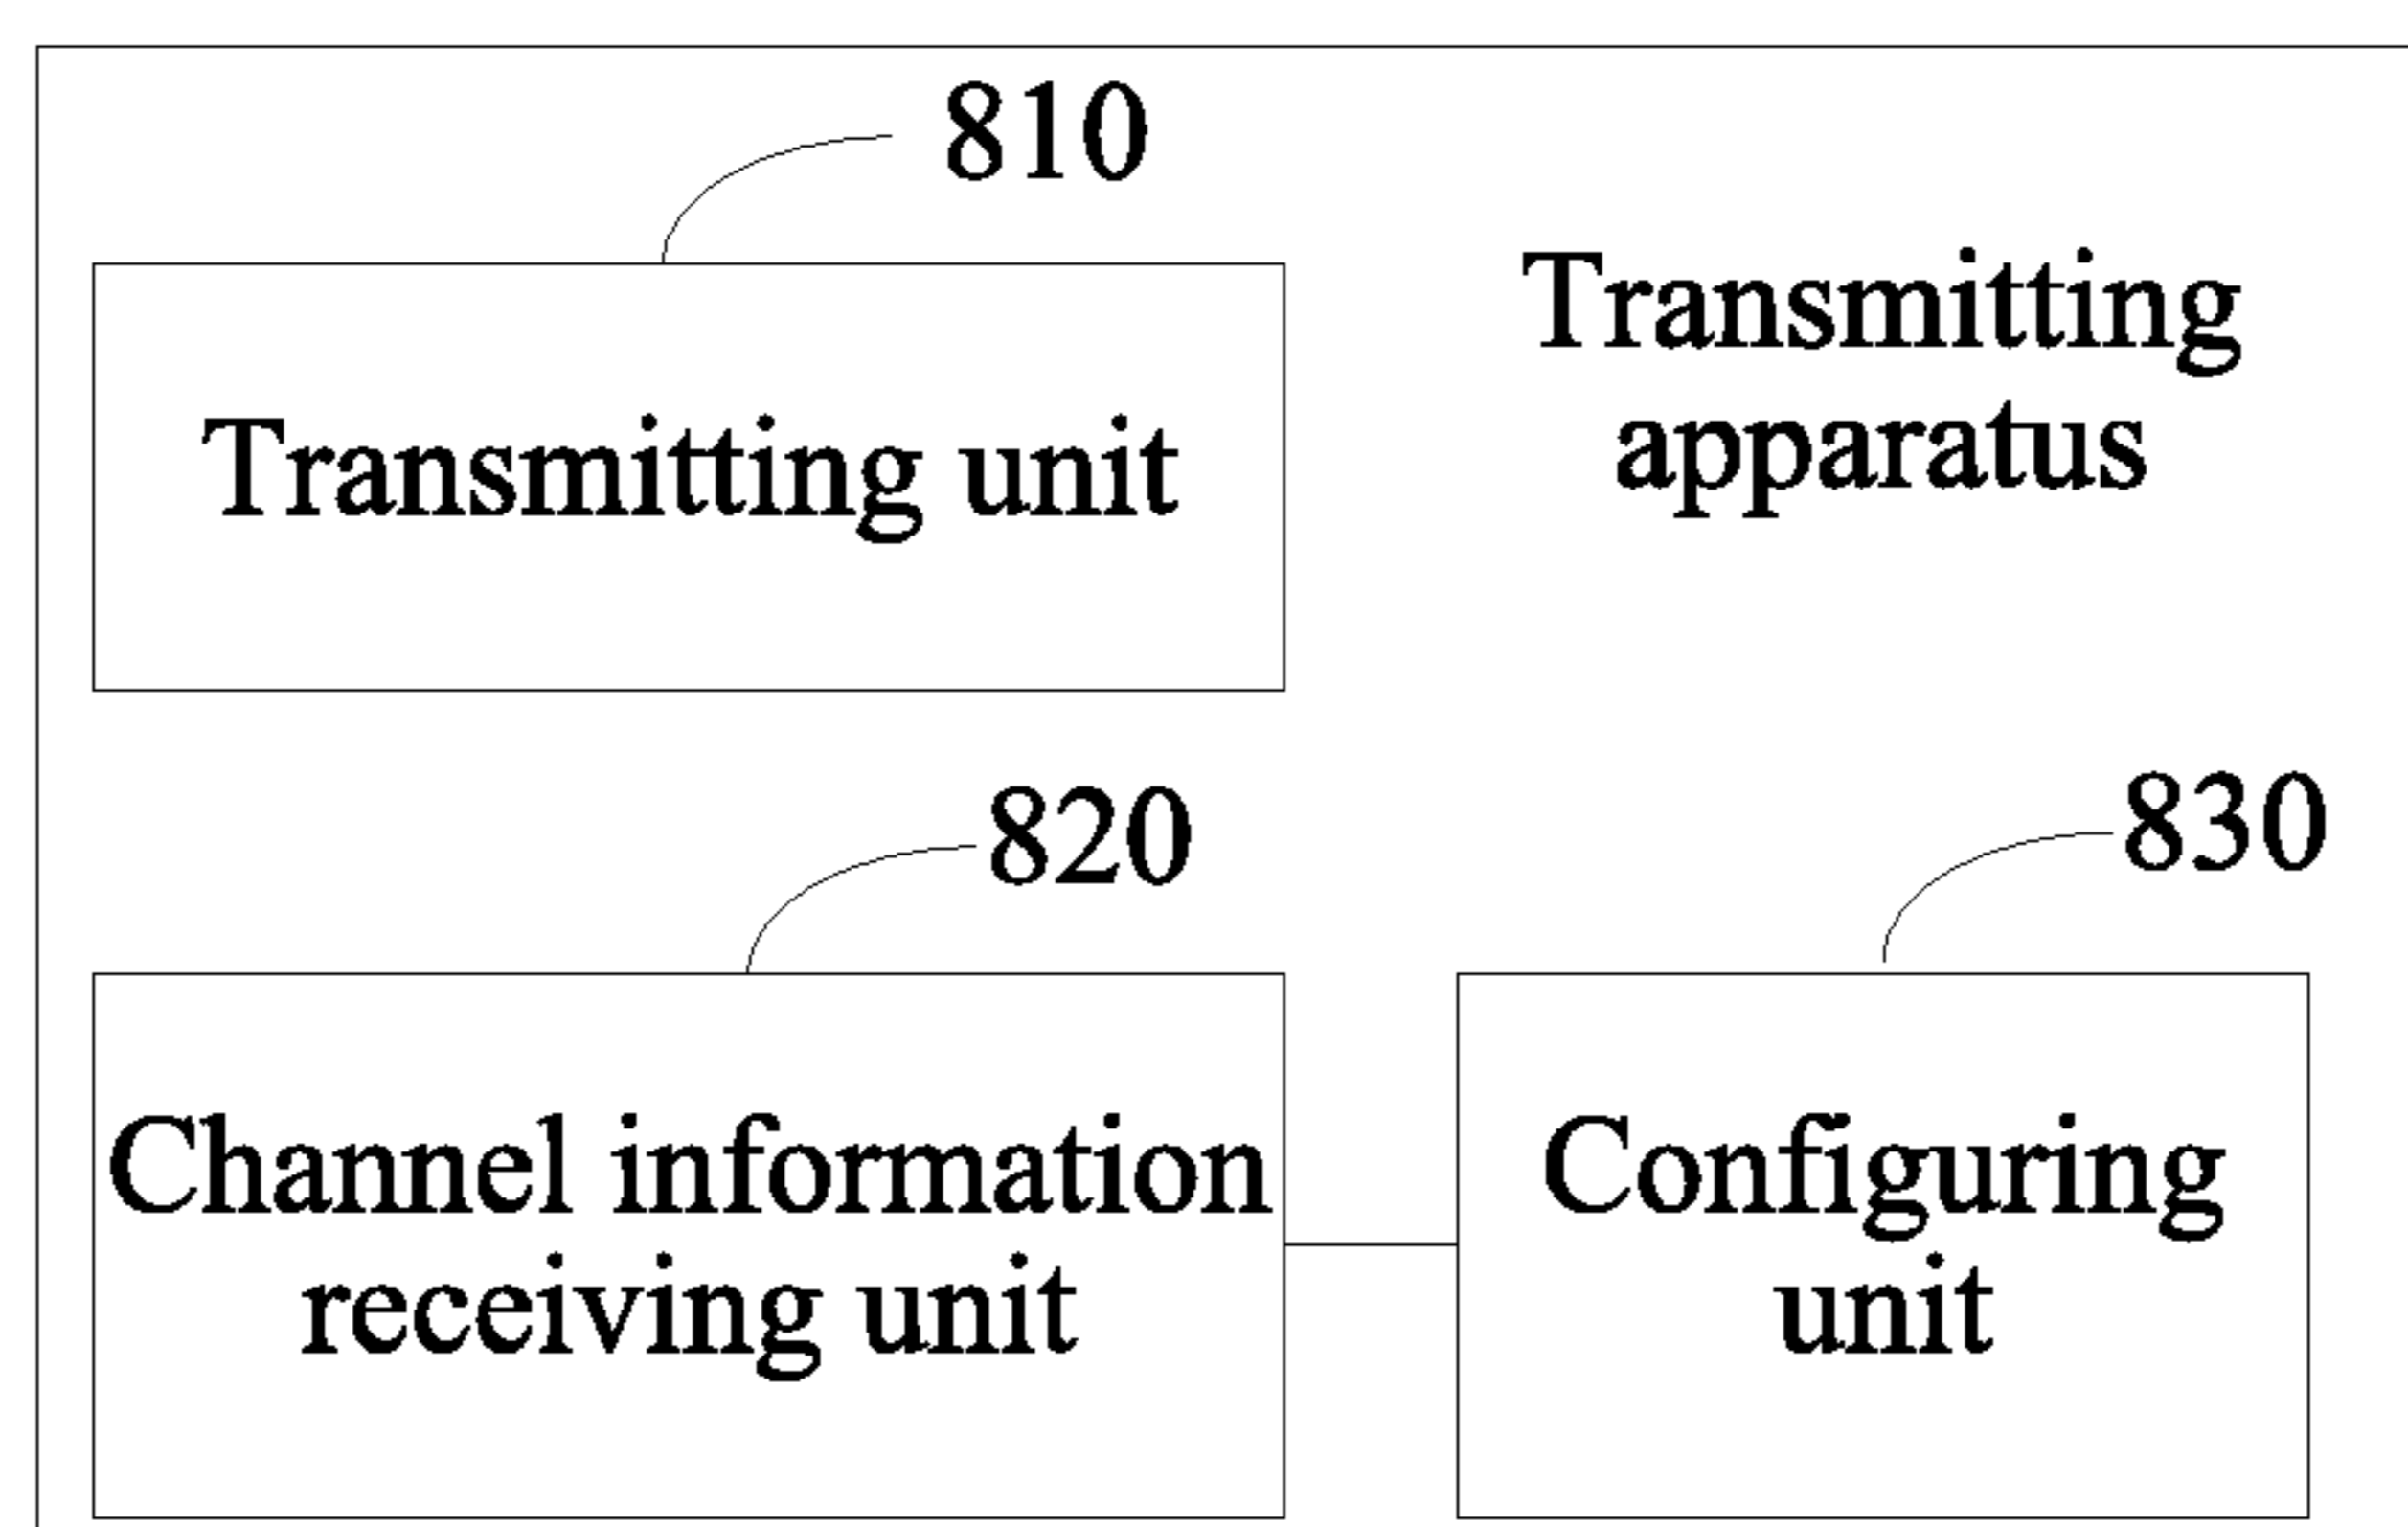 810
Transmitting unit
Transmitting
apparatus
820
Channel information
receiving unit
830
Configuring
unit